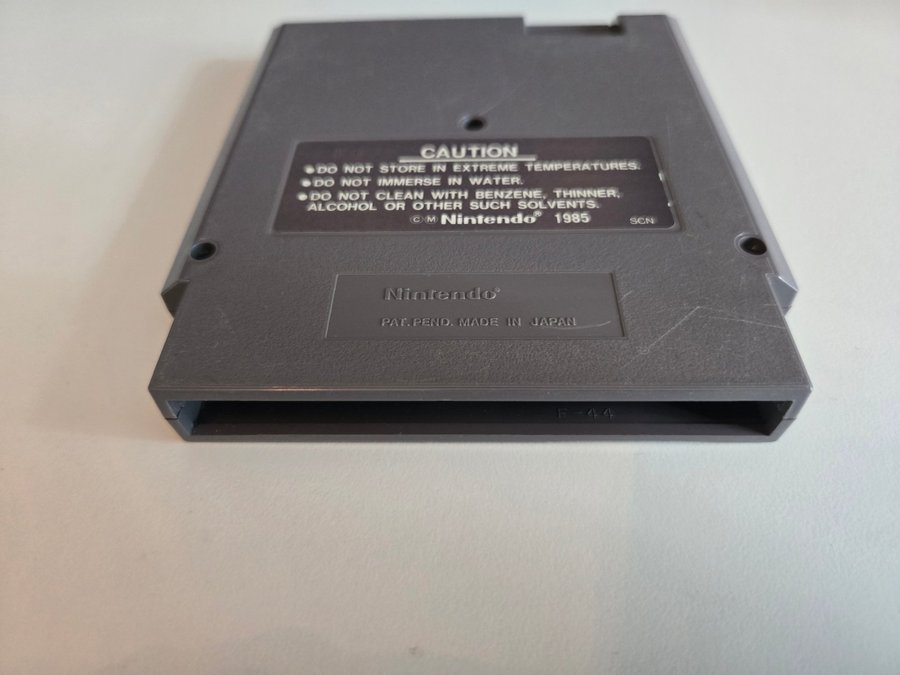 CAUTION
● DO NOT STORE IN EXTREME TEMPERATURES.
● DO NOT IMMERSE IN WATER.
● DO NOT CLEAN WITH BENZENE, THINNER,
ALCOHOL OR OTHER SUCH SOLVENTS.
©M Nintendo® 1985 SCN
Nintendo®
PAT. PEND. MADE IN JAPAN
F-44